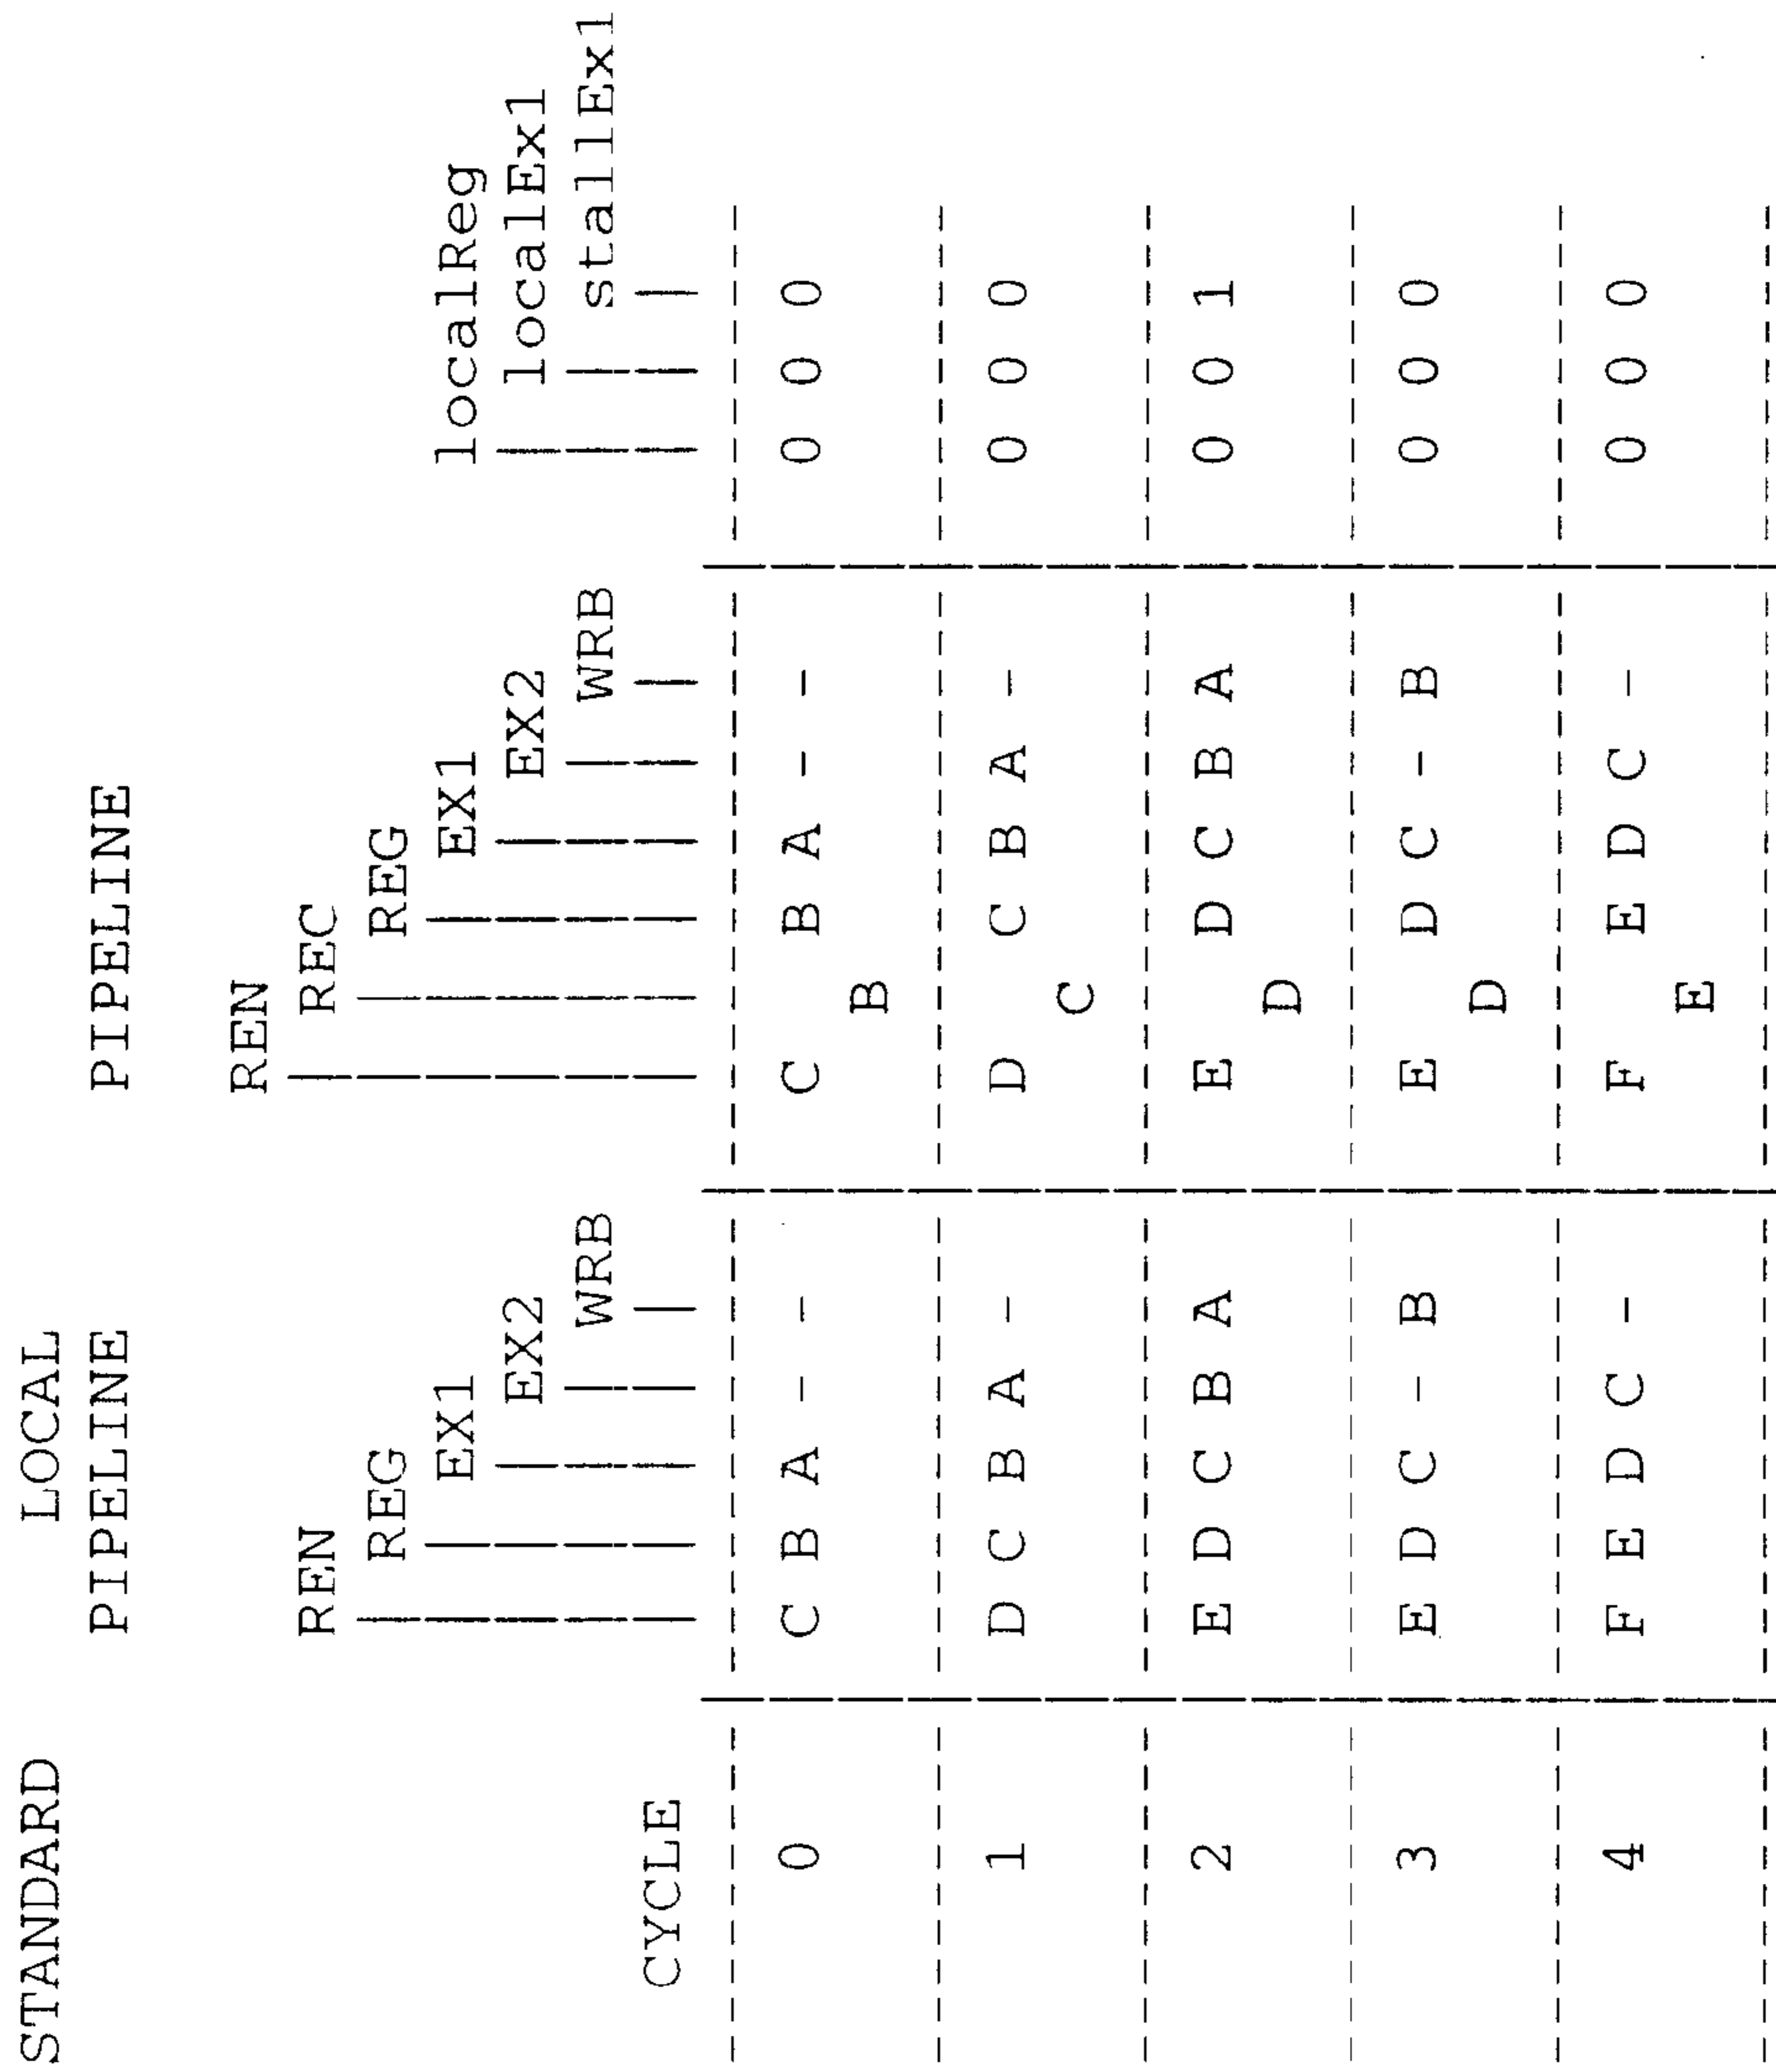 STANDARD LOCAL
PIPELINE PIPELINE
REN
REN REC
REG REG
EX1 EX1 localReg
EX2 EX2 localEx1
WRB WRB stallEx1
CYCLE
0 C B A - - C B A - - 0 0 0
B
1 D C B A - D C B A - 0 0 0
C
2 E D C B A E D C B A 0 0 1
D
3 E D C - B E D C - B 0 0 0
D
4 F E D C - F E D C - 0 0 0
E